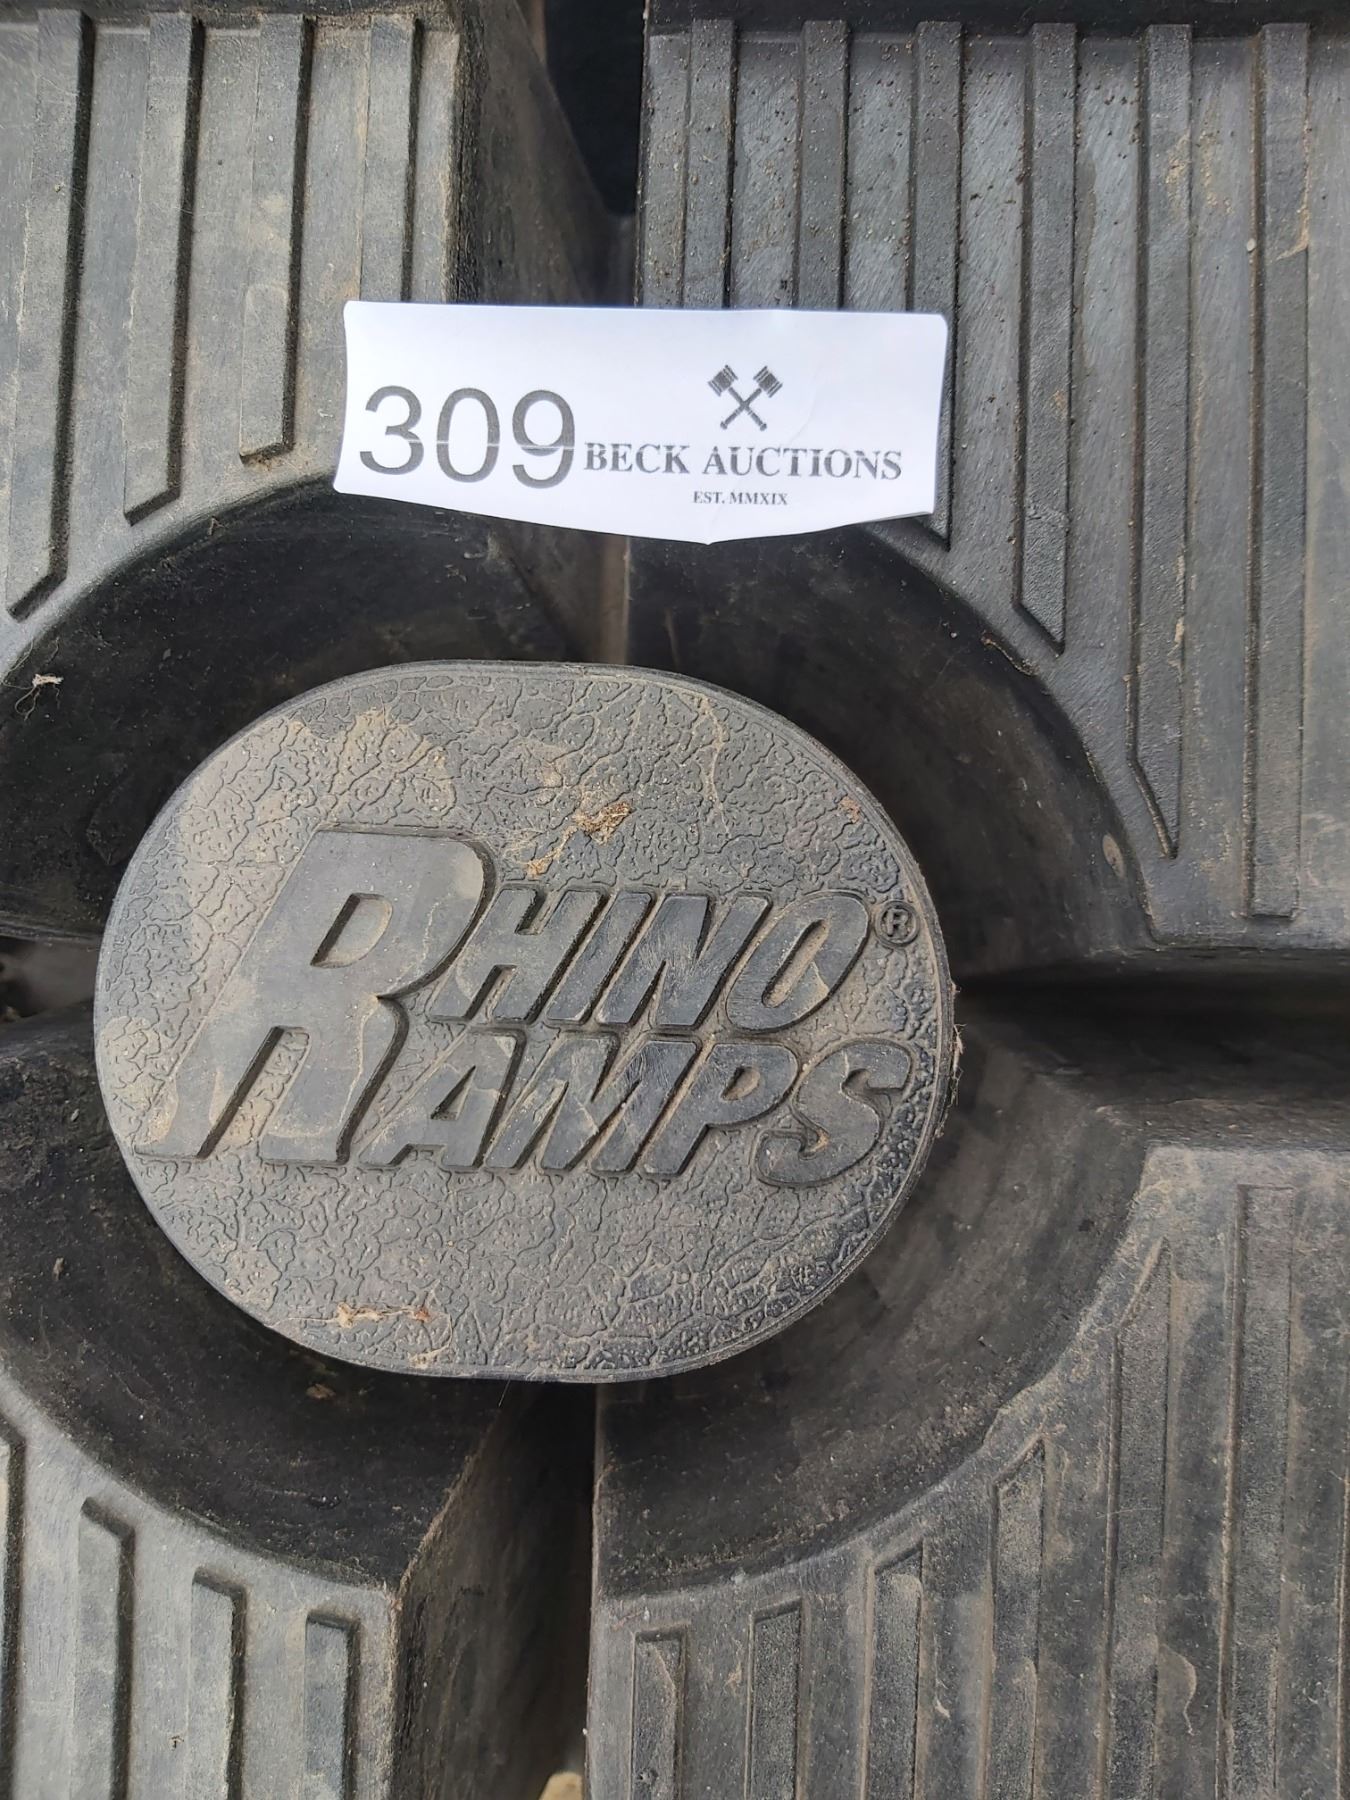 309 BECK AUCTIONS
EST. MMXIX
RHINO®
RAMPS